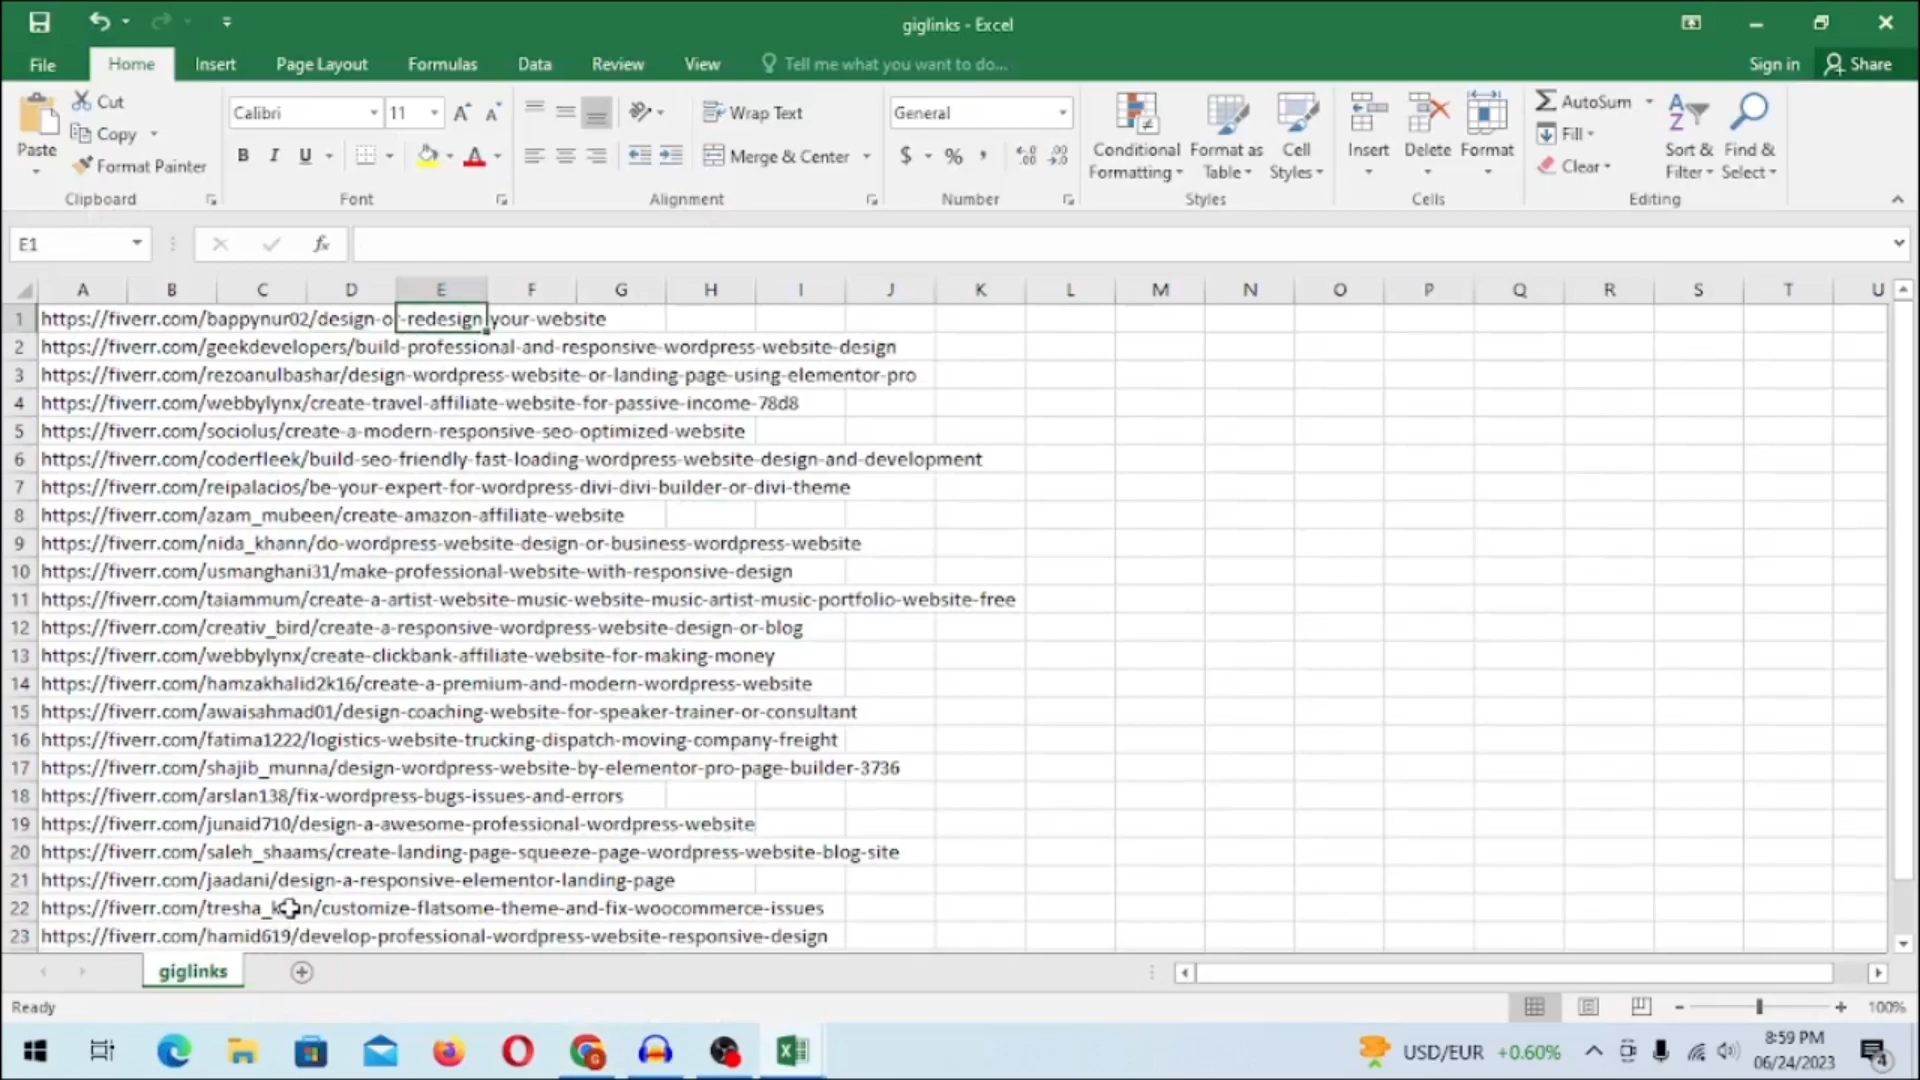 giglinks - Excel
File Home Insert Page Layout Formulas Data Review View Tell me what you want to do... Sign in Share
Cut
Copy
Format Painter
Paste
Clipboard
Calibri 11
B I U
Font
Wrap Text
Merge & Center
Alignment
General
$ % ,
Number
Conditional Formatting
Format as Table
Cell Styles
Styles
Insert Delete Format
Cells
AutoSum
Fill
Clear
Sort & Filter
Find & Select
Editing
E1 fx
A B C D E F G H I J K L M N O P Q R S T U
1 https://fiverr.com/bappynur02/design-or-redesign-your-website
2 https://fiverr.com/geekdevelopers/build-professional-and-responsive-wordpress-website-design
3 https://fiverr.com/rezoanulbashar/design-wordpress-website-or-landing-page-using-elementor-pro
4 https://fiverr.com/webbylynx/create-travel-affiliate-website-for-passive-income-78d8
5 https://fiverr.com/sociolus/create-a-modern-responsive-seo-optimized-website
6 https://fiverr.com/coderfleek/build-seo-friendly-fast-loading-wordpress-website-design-and-development
7 https://fiverr.com/reipalacios/be-your-expert-for-wordpress-divi-divi-builder-or-divi-theme
8 https://fiverr.com/azam_mubeen/create-amazon-affiliate-website
9 https://fiverr.com/nida_khann/do-wordpress-website-design-or-business-wordpress-website
10 https://fiverr.com/usmanghani31/make-professional-website-with-responsive-design
11 https://fiverr.com/taiammum/create-a-artist-website-music-website-music-artist-music-portfolio-website-free
12 https://fiverr.com/creativ_bird/create-a-responsive-wordpress-website-design-or-blog
13 https://fiverr.com/webbylynx/create-clickbank-affiliate-website-for-making-money
14 https://fiverr.com/hamzakhalid2k16/create-a-premium-and-modern-wordpress-website
15 https://fiverr.com/awaisahmad01/design-coaching-website-for-speaker-trainer-or-consultant
16 https://fiverr.com/fatima1222/logistics-website-trucking-dispatch-moving-company-freight
17 https://fiverr.com/shajib_munna/design-wordpress-website-by-elementor-pro-page-builder-3736
18 https://fiverr.com/arslan138/fix-wordpress-bugs-issues-and-errors
19 https://fiverr.com/junaid710/design-a-awesome-professional-wordpress-website
20 https://fiverr.com/saleh_shaams/create-landing-page-squeeze-page-wordpress-website-blog-site
21 https://fiverr.com/jaadani/design-a-responsive-elementor-landing-page
22 https://fiverr.com/tresha_k n/customize-flatsome-theme-and-fix-woocommerce-issues
23 https://fiverr.com/hamid619/develop-professional-wordpress-website-responsive-design
giglinks
Ready 100%
USD/EUR +0.60%
8:59 PM
06/24/2023
4